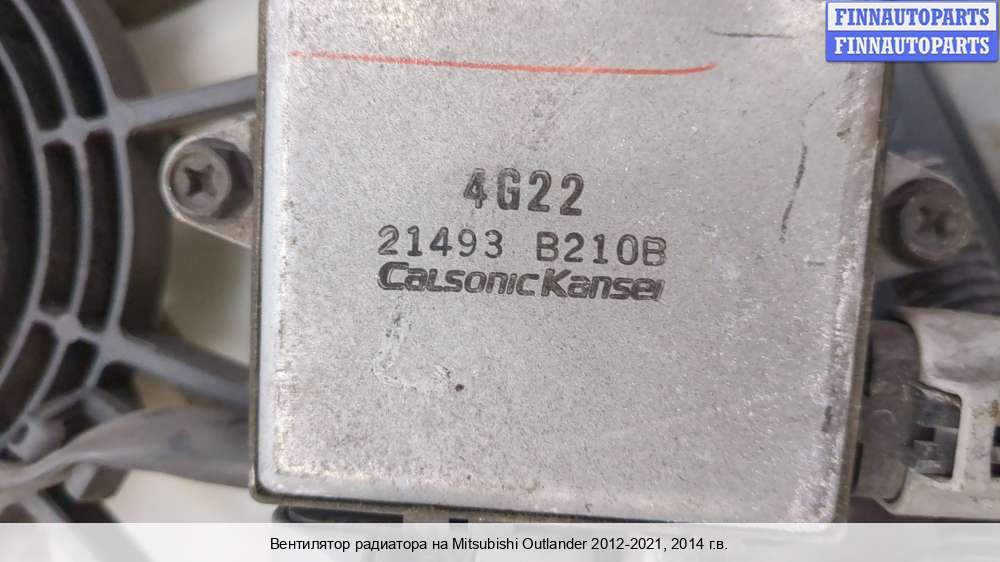 FINNAUTOPARTS
FINNAUTOPARTS
4G22
21493 B210B
CalsonicKansei
Вентилятор радиатора на Mitsubishi Outlander 2012-2021, 2014 г.в.